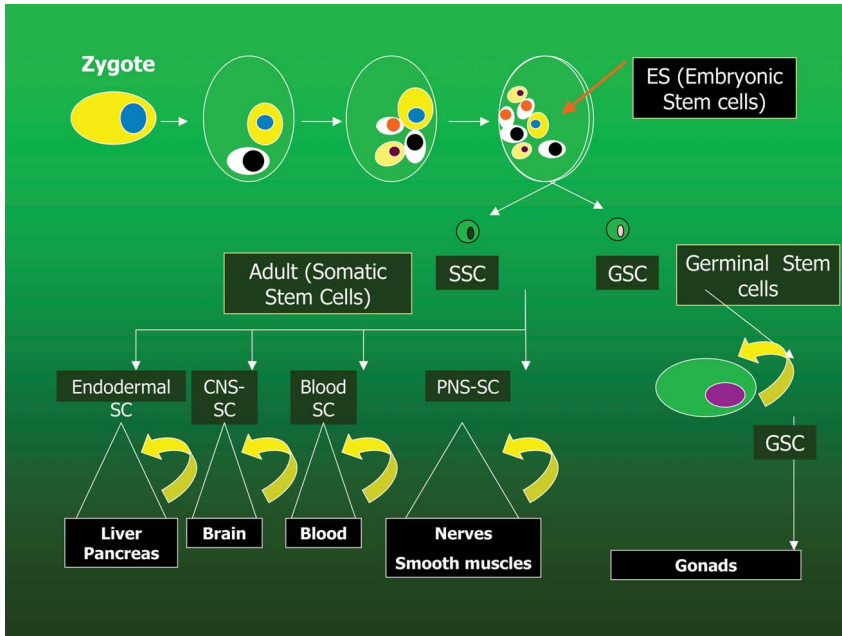 Zygote
ES (Embryonic
Stem cells)
Adult (Somatic
Stem Cells)
SSC
GSC
Germinal Stem
cells
Endodermal
SC
CNS-
SC
Blood
SC
PNS-SC
GSC
Liver
Pancreas
Brain
Blood
Nerves
Smooth muscles
Gonads